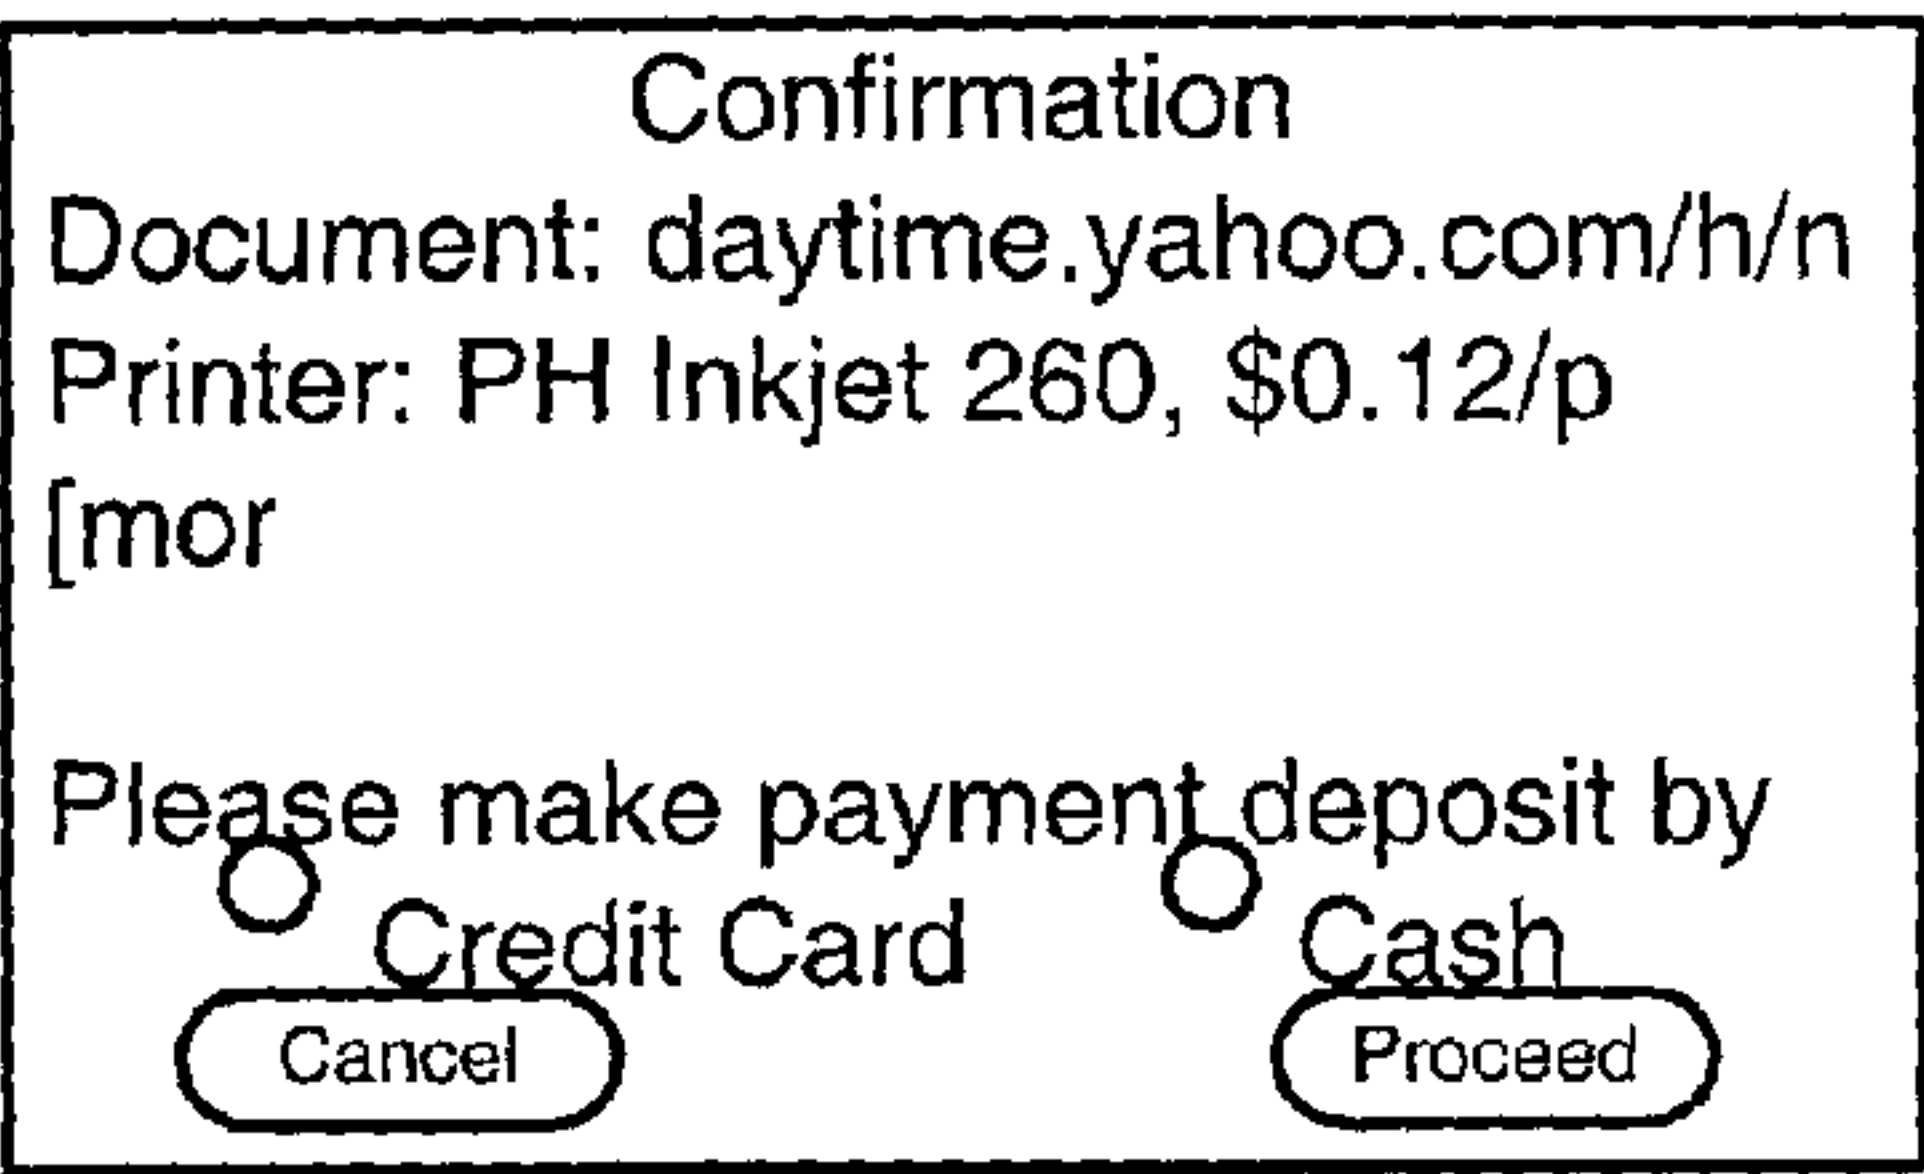 Confirmation
Document: daytime.yahoo.com/h/n
Printer: PH Inkjet 260, $0.12/p
[mor
Please make payment deposit by
Credit Card Cash
Cancel Proceed